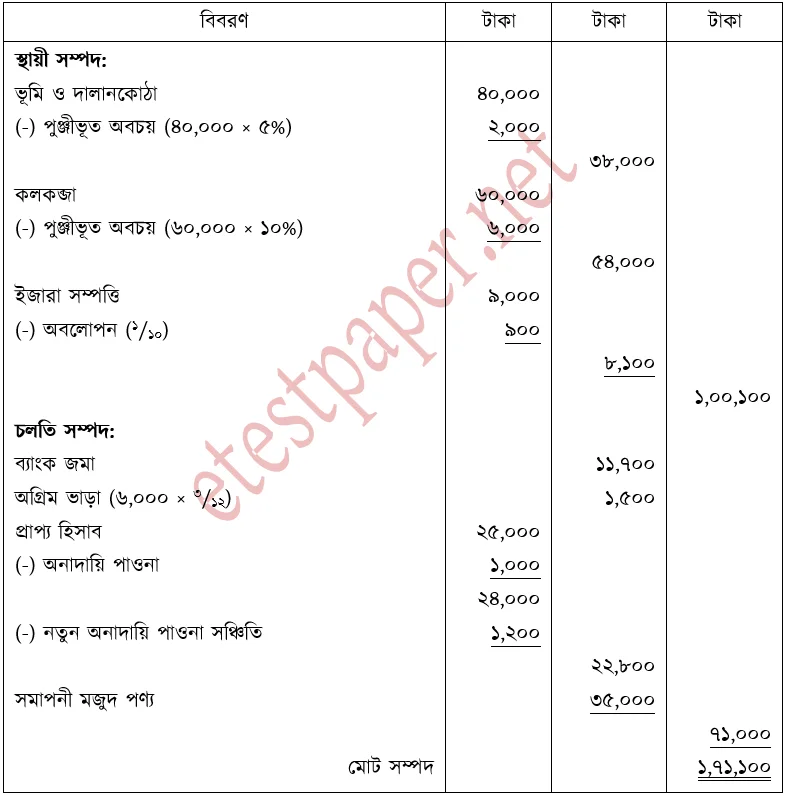 বিবরণ টাকা টাকা টাকা
স্থায়ী সম্পদ:
ভূমি ও দালানকোঠা ৪০,০০০
(-) পুঞ্জীভূত অবচয় (৪০,০০০ × ৫%) ২,০০০
৩৮,০০০
কলকব্জা ৬০,০০০
(-) পুঞ্জীভূত অবচয় (৬০,০০০ × ১০%) ৬,০০০
৫৪,০০০
ইজারা সম্পত্তি ৯,০০০
(-) অবলোপন (১/১০) ৯০০
৮,১০০
১,০০,১০০
চলতি সম্পদ:
ব্যাংক জমা ১১,৭০০
অগ্রিম ভাড়া (৬,০০০ × ৩/১২) ১,৫০০
প্রাপ্য হিসাব ২৫,০০০
(-) অনাদায়ি পাওনা ১,০০০
২৪,০০০
(-) নতুন অনাদায়ি পাওনা সঞ্চিতি ১,২০০
২২,৮০০
সমাপনী মজুদ পণ্য ৩৫,০০০
৭১,০০০
মোট সম্পদ ১,৭১,১০০
etestpaper.net